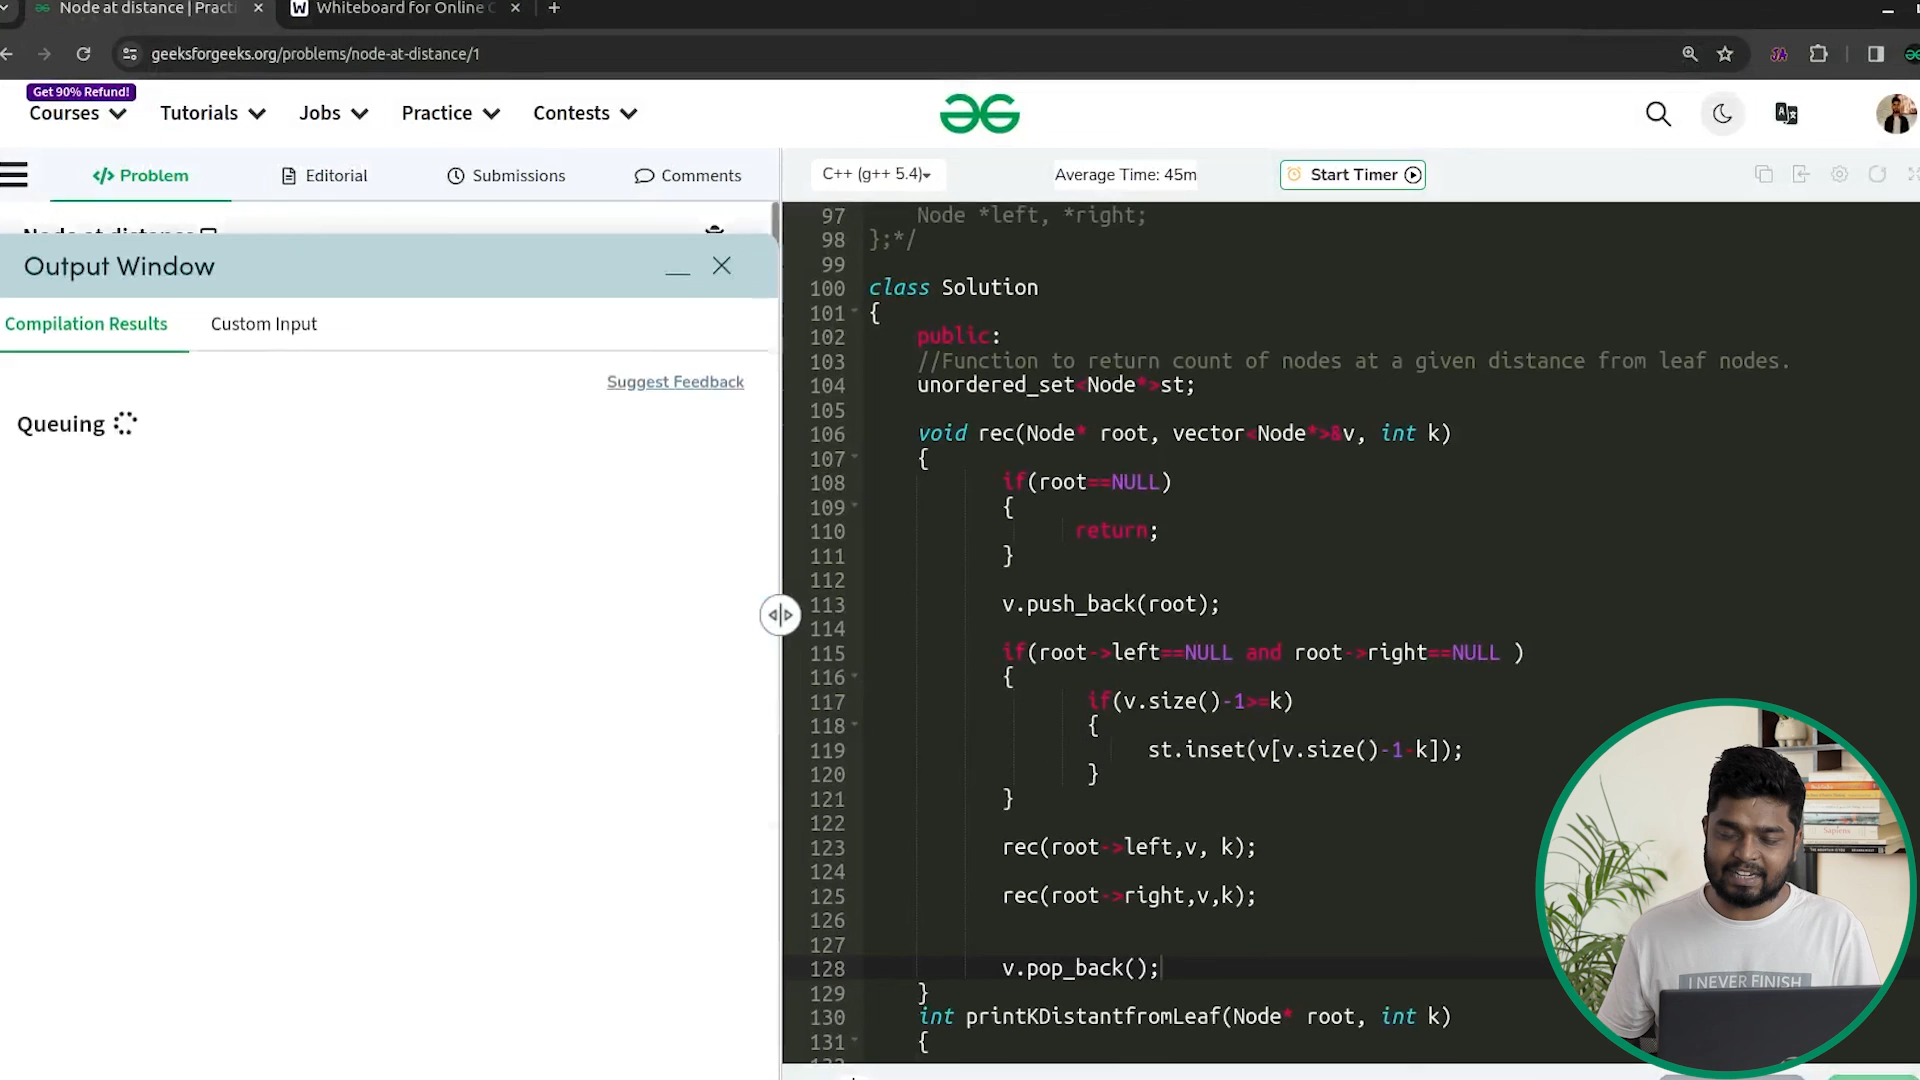 Node at distance | Practi
Whiteboard for Online C
geeksforgeeks.org/problems/node-at-distance/1
Get 90% Refund!
Courses
Tutorials
Jobs
Practice
Contests
</> Problem
Editorial
Submissions
Comments
C++ (g++ 5.4)
Average Time: 45m
Start Timer
Node at distance
Output Window
Compilation Results
Custom Input
Suggest Feedback
Queuing
97 Node *left, *right;
98 };*/
99
100 class Solution
101 {
102 public:
103 //Function to return count of nodes at a given distance from leaf nodes.
104 unordered_set<Node*>st;
105
106 void rec(Node* root, vector<Node*>&v, int k)
107 {
108 if(root==NULL)
109 {
110 return;
111 }
112
113 v.push_back(root);
114
115 if(root->left==NULL and root->right==NULL )
116 {
117 if(v.size()-1>=k)
118 {
119 st.inset(v[v.size()-1-k]);
120 }
121 }
122
123 rec(root->left,v, k);
124
125 rec(root->right,v,k);
126
127
128 v.pop_back();
129 }
130 int printKDistantfromLeaf(Node* root, int k)
131 {
I NEVER FINISH